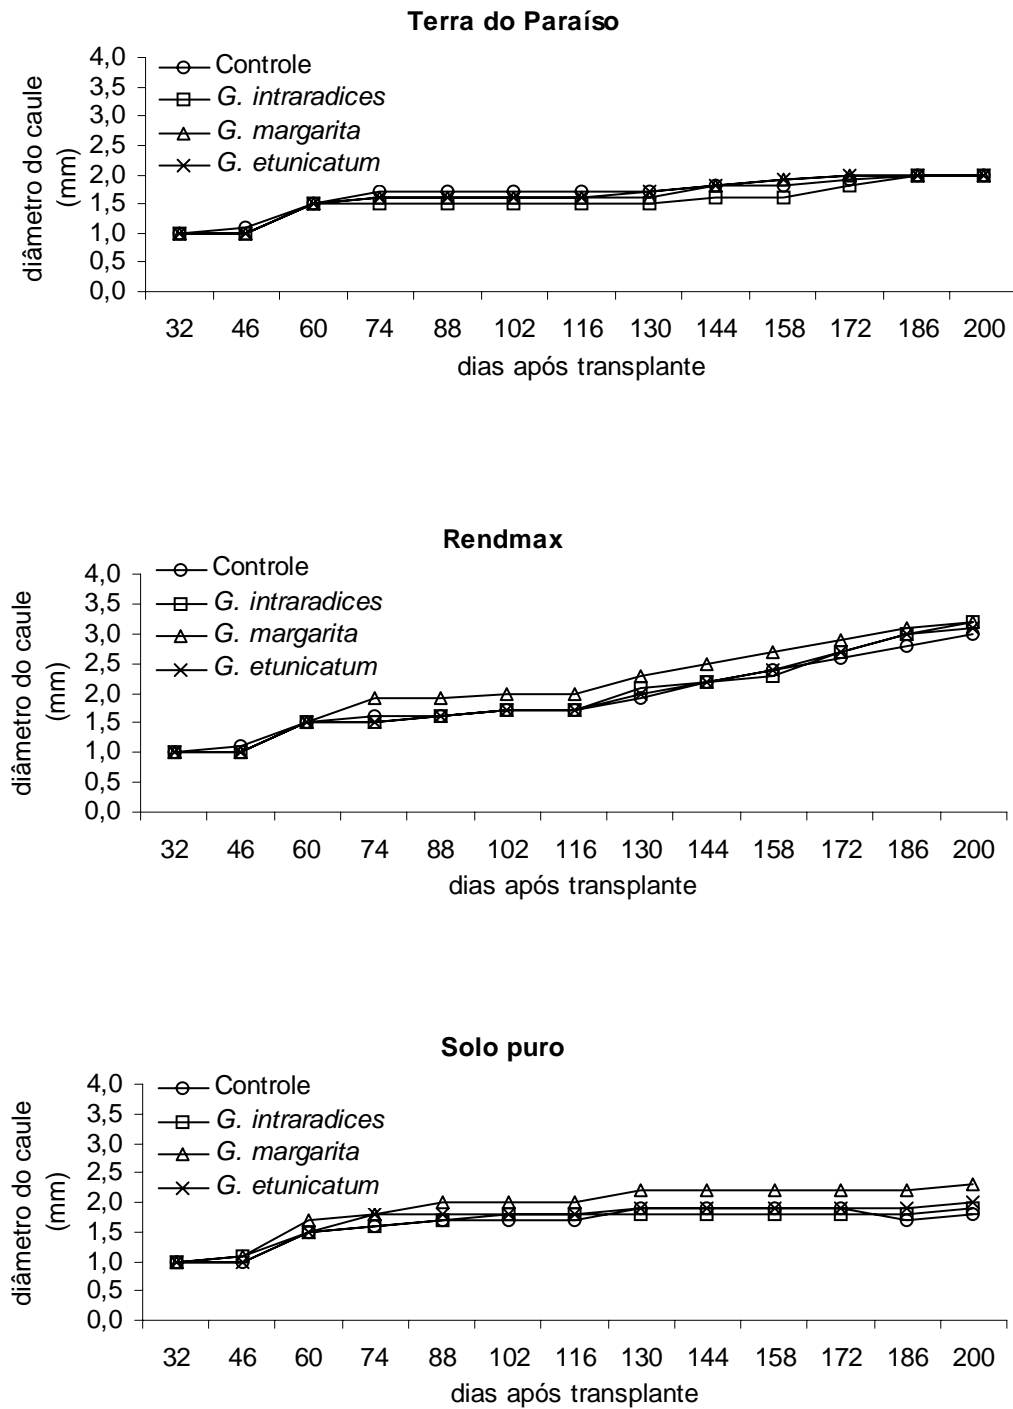 Terra do Paraíso
diâmetro do caule
(mm)
4,0
3,5
3,0
2,5
2,0
1,5
1,0
0,5
0,0
Controle
G. intraradices
G. margarita
G. etunicatum
32 46 60 74 88 102 116 130 144 158 172 186 200
dias após transplante
Rendmax
diâmetro do caule
(mm)
4,0
3,5
3,0
2,5
2,0
1,5
1,0
0,5
0,0
Controle
G. intraradices
G. margarita
G. etunicatum
32 46 60 74 88 102 116 130 144 158 172 186 200
dias após transplante
Solo puro
diâmetro do caule
(mm)
4,0
3,5
3,0
2,5
2,0
1,5
1,0
0,5
0,0
Controle
G. intraradices
G. margarita
G. etunicatum
32 46 60 74 88 102 116 130 144 158 172 186 200
dias após transplante